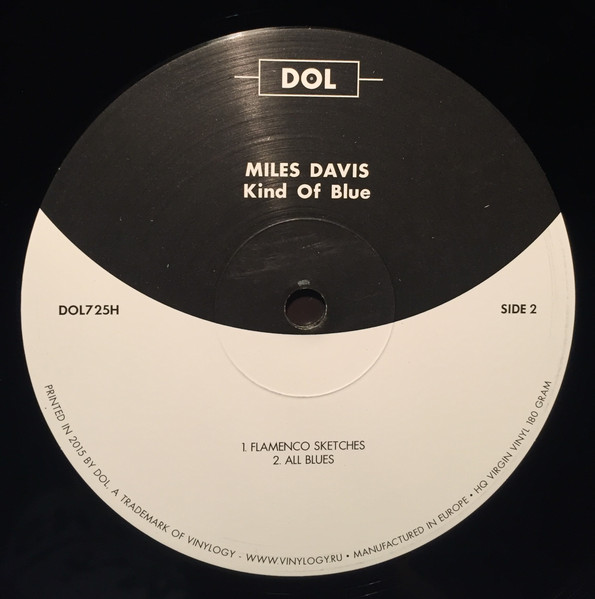 DOL
MILES DAVIS
Kind Of Blue
DOL725H
SIDE 2
1. FLAMENCO SKETCHES
2. ALL BLUES
PRINTED IN 2015 BY DOL, A TRADEMARK OF VINYLOGY - WWW.VINYLOGY.RU • MANUFACTURED IN EUROPE • HQ VIRGIN VINYL 180 GRAM